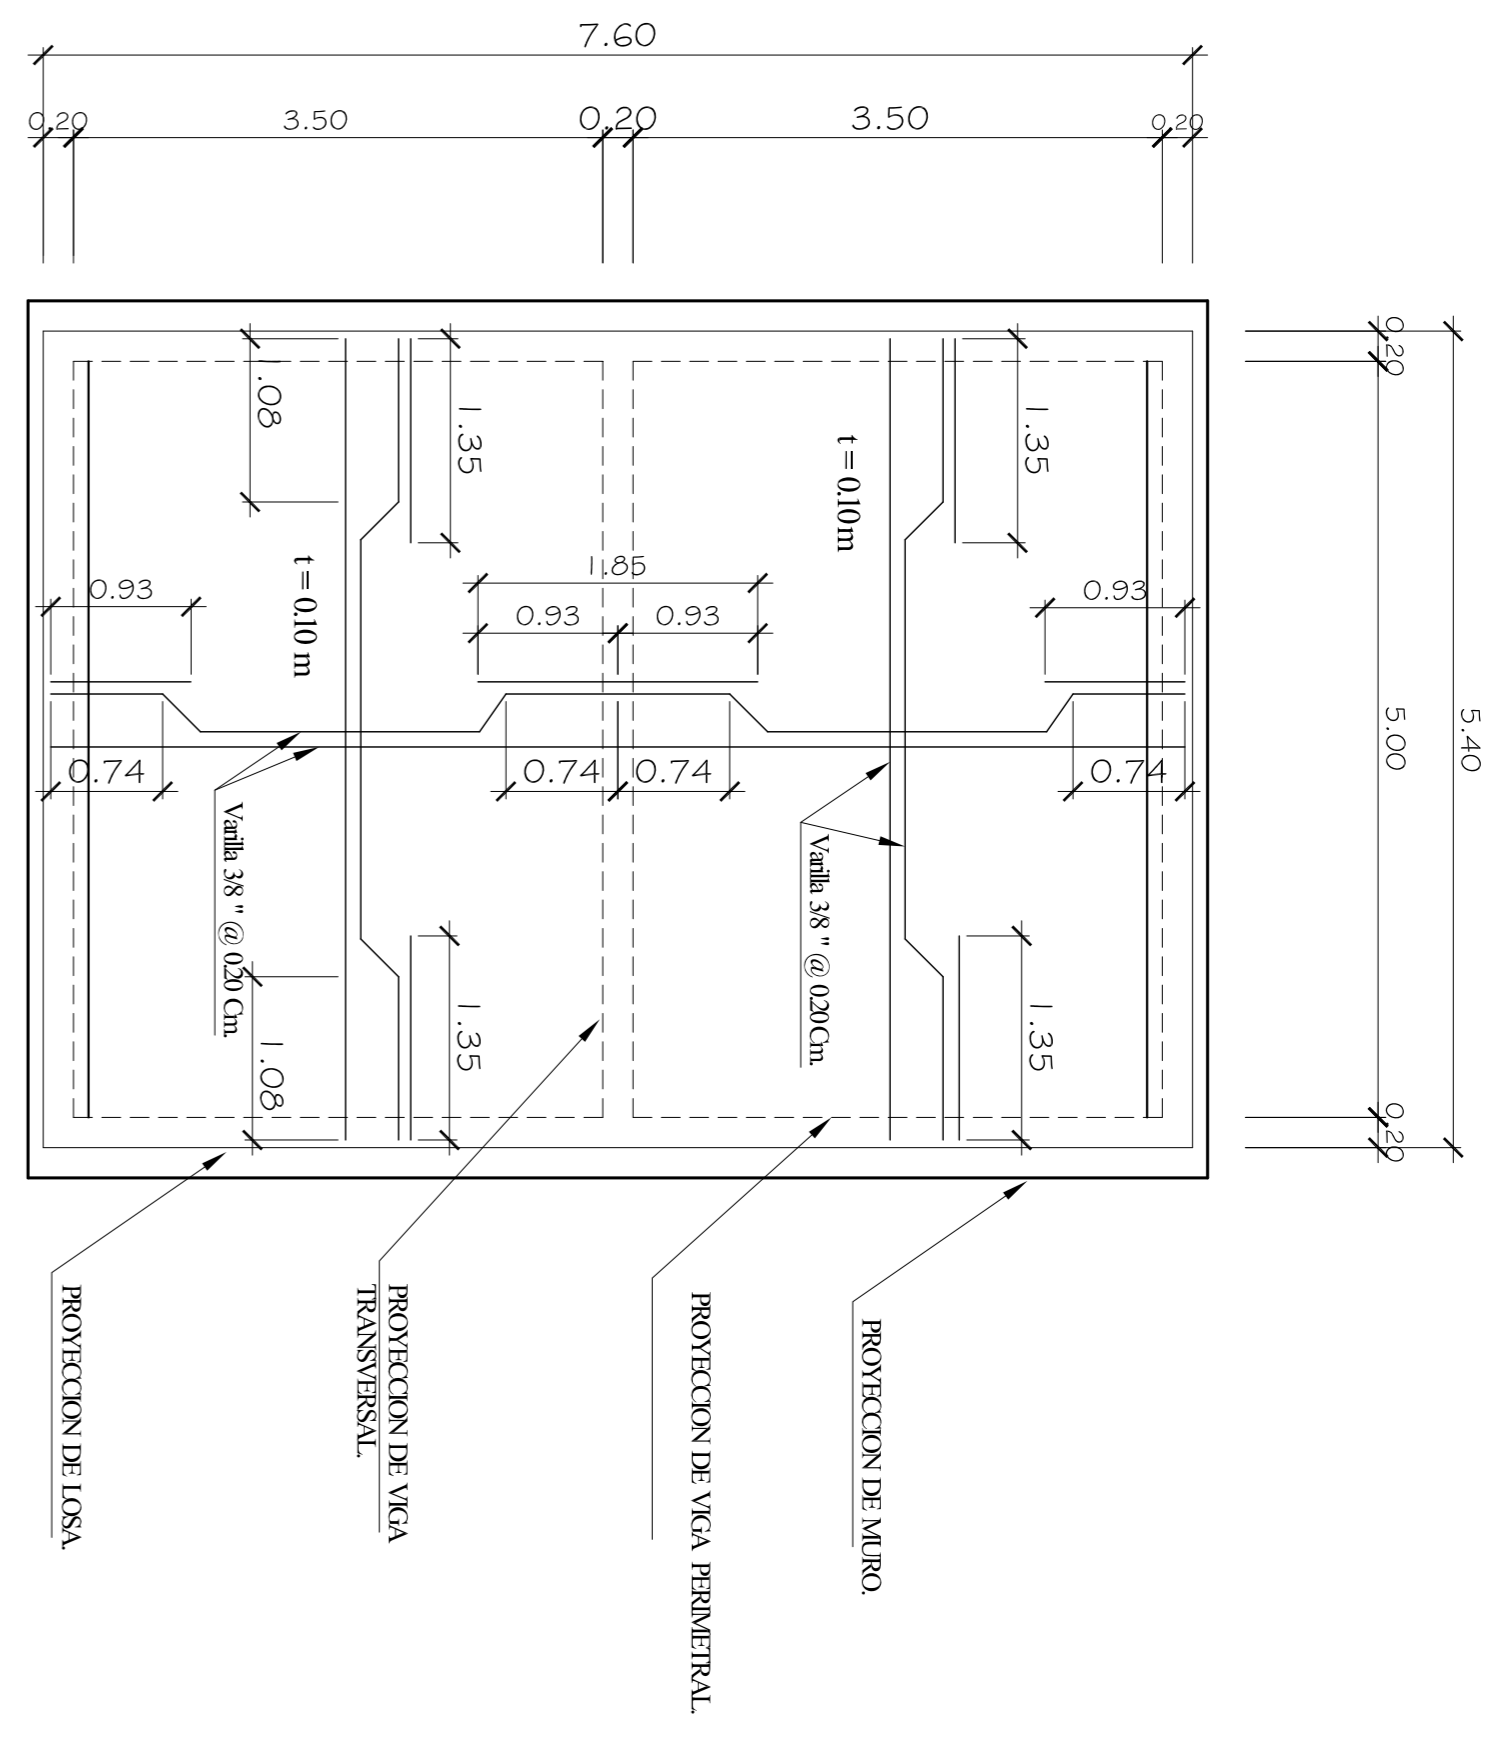 7.60
0.20
3.50
0.20
3.50
0.20
0.20
5.00
5.40
0.20
1.08
1.35
t = 0.10 m
1.35
t = 0.10 m
0.93
1.85
0.93
0.93
0.93
0.74
0.74
0.74
0.74
Varilla 3/8 " @ 0.20 Cm.
Varilla 3/8 " @ 0.20 Cm.
1.08
1.35
1.35
PROYECCION DE LOSA.
PROYECCION DE VIGA
TRANSVERSAL.
PROYECCION DE VIGA PERIMETRAL.
PROYECCION DE MURO.